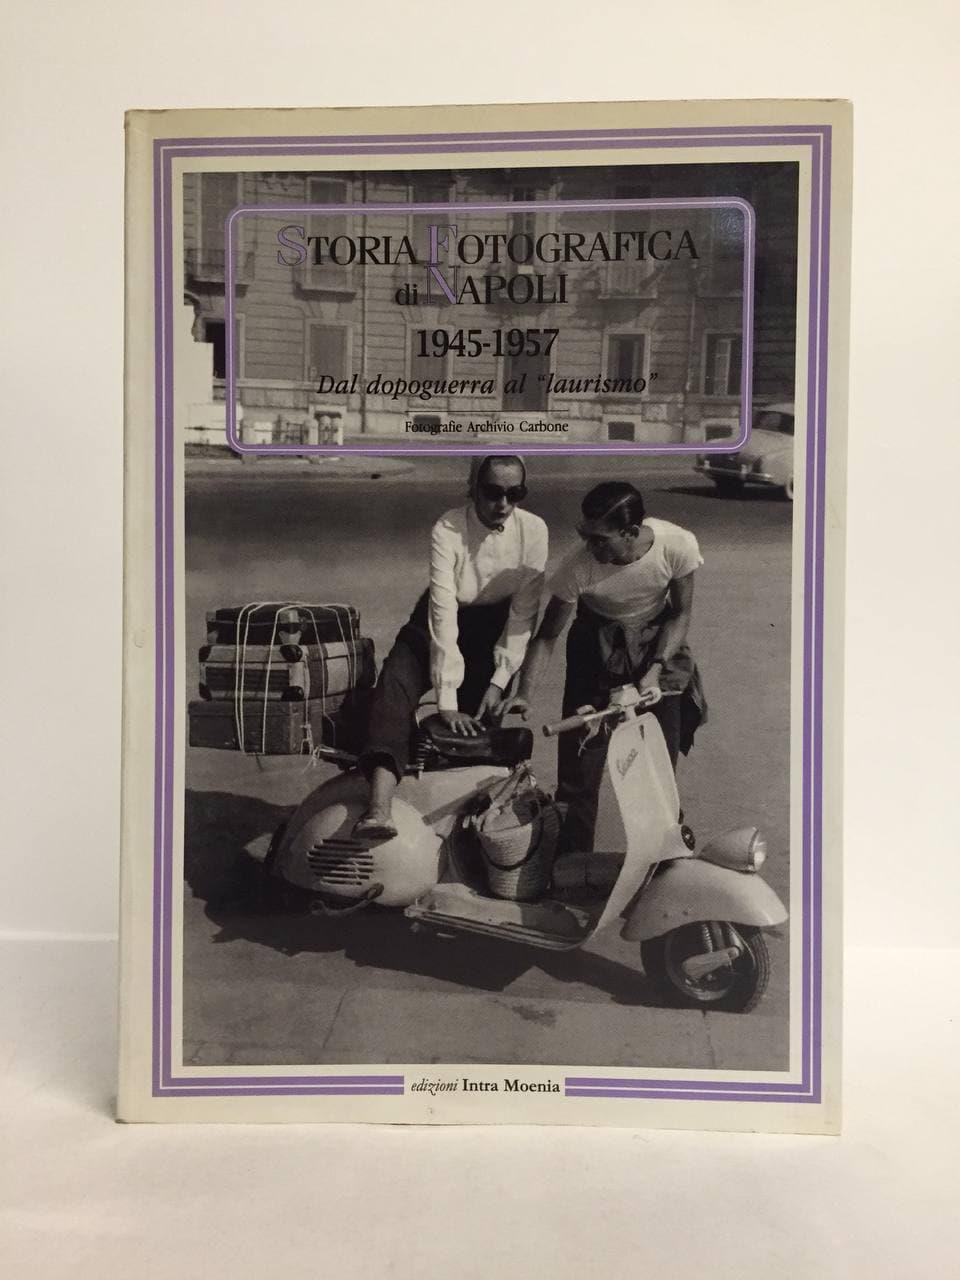 STORIA FOTOGRAFICA
di NAPOLI
1945-1957
Dal dopoguerra al "laurismo"
Fotografie Archivio Carbone
Vespa
edizioni Intra Moenia